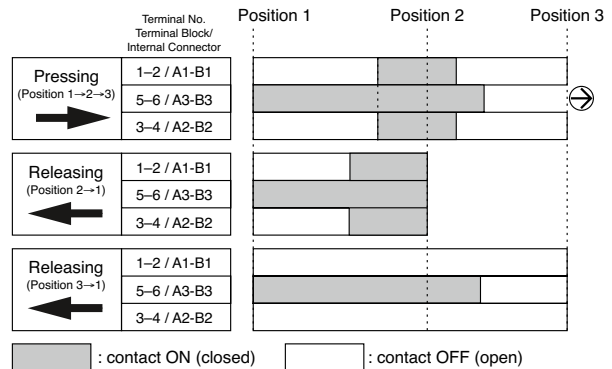 Terminal No.
Terminal Block/
Internal Connector
Position 1
Position 2
Position 3
Pressing
(Position 1→2→3)
1–2 / A1-B1
5–6 / A3-B3
3–4 / A2-B2
Releasing
(Position 2→1)
1–2 / A1-B1
5–6 / A3-B3
3–4 / A2-B2
Releasing
(Position 3→1)
1–2 / A1-B1
5–6 / A3-B3
3–4 / A2-B2
: contact ON (closed)
: contact OFF (open)